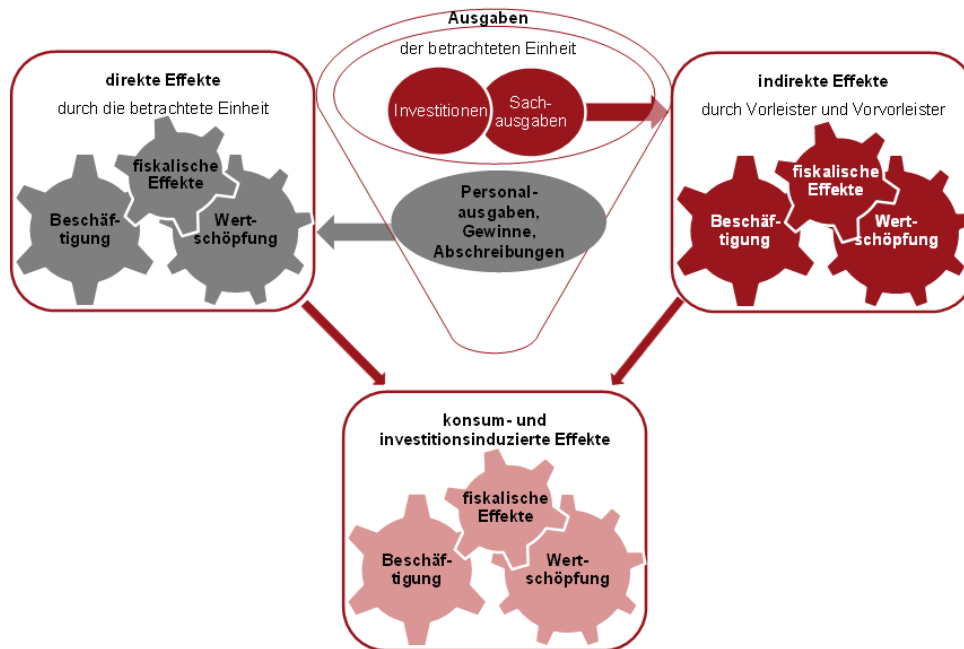 Ausgaben
der betrachteten Einheit
Investitionen
Sach-
ausgaben
Personal-
ausgaben,
Gewinne,
Abschreibungen
direkte Effekte
durch die betrachtete Einheit
fiskalische
Effekte
Beschäf-
tigung
Wert-
schöpfung
indirekte Effekte
durch Vorleister und Vorvorleister
fiskalische
Effekte
Beschäf-
tigung
Wert-
schöpfung
konsum- und
investitionsinduzierte Effekte
fiskalische
Effekte
Beschäf-
tigung
Wert-
schöpfung